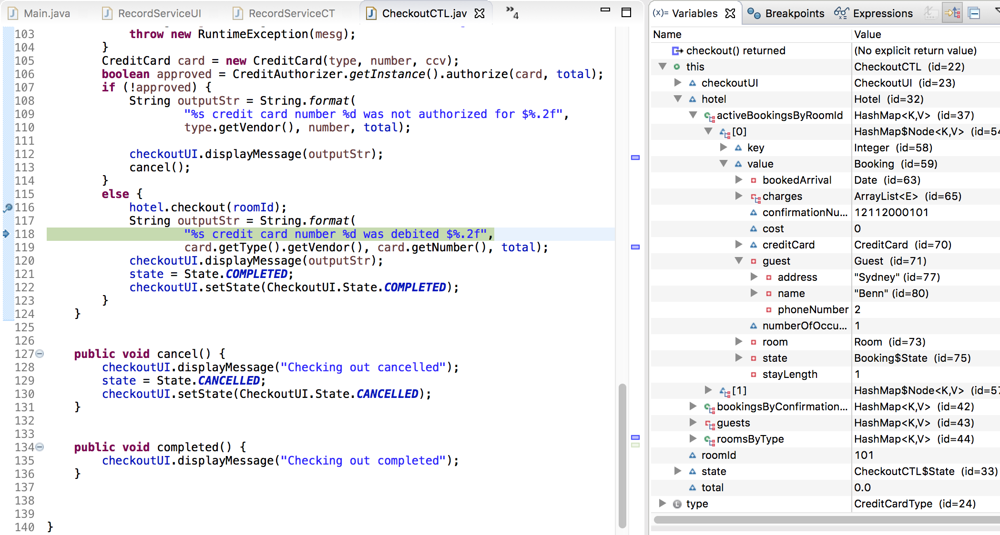 Main.java RecordServiceUI RecordServiceCT CheckoutCTL.jav »4
103 throw new RuntimeException(mesg);
104 }
105 CreditCard card = new CreditCard(type, number, ccv);
106 boolean approved = CreditAuthorizer.getInstance().authorize(card, total);
107 if (!approved) {
108 String outputStr = String.format(
109 "%s credit card number %d was not authorized for $%.2f",
110 type.getVendor(), number, total);
111
112 checkoutUI.displayMessage(outputStr);
113 cancel();
114 }
115 else {
116 hotel.checkout(roomId);
117 String outputStr = String.format(
118 "%s credit card number %d was debited $%.2f",
119 card.getType().getVendor(), card.getNumber(), total);
120 checkoutUI.displayMessage(outputStr);
121 state = State.COMPLETED;
122 checkoutUI.setState(CheckoutUI.State.COMPLETED);
123 }
124 }
125
126
127 public void cancel() {
128 checkoutUI.displayMessage("Checking out cancelled");
129 state = State.CANCELLED;
130 checkoutUI.setState(CheckoutUI.State.CANCELLED);
131 }
132
133
134 public void completed() {
135 checkoutUI.displayMessage("Checking out completed");
136 }
137
138
139
140 }
(x)= Variables Breakpoints Expressions
Name Value
checkout() returned (No explicit return value)
this CheckoutCTL (id=22)
checkoutUI CheckoutUI (id=23)
hotel Hotel (id=32)
activeBookingsByRoomId HashMap<K,V> (id=37)
[0] HashMap$Node<K,V> (id=54
key Integer (id=58)
value Booking (id=59)
bookedArrival Date (id=63)
charges ArrayList<E> (id=65)
confirmationNu... 12112000101
cost 0
creditCard CreditCard (id=70)
guest Guest (id=71)
address "Sydney" (id=77)
name "Benn" (id=80)
phoneNumber 2
numberOfOccu... 1
room Room (id=73)
state Booking$State (id=75)
stayLength 1
[1] HashMap$Node<K,V> (id=57
bookingsByConfirmation... HashMap<K,V> (id=42)
guests HashMap<K,V> (id=43)
roomsByType HashMap<K,V> (id=44)
roomId 101
state CheckoutCTL$State (id=33)
total 0.0
type CreditCardType (id=24)